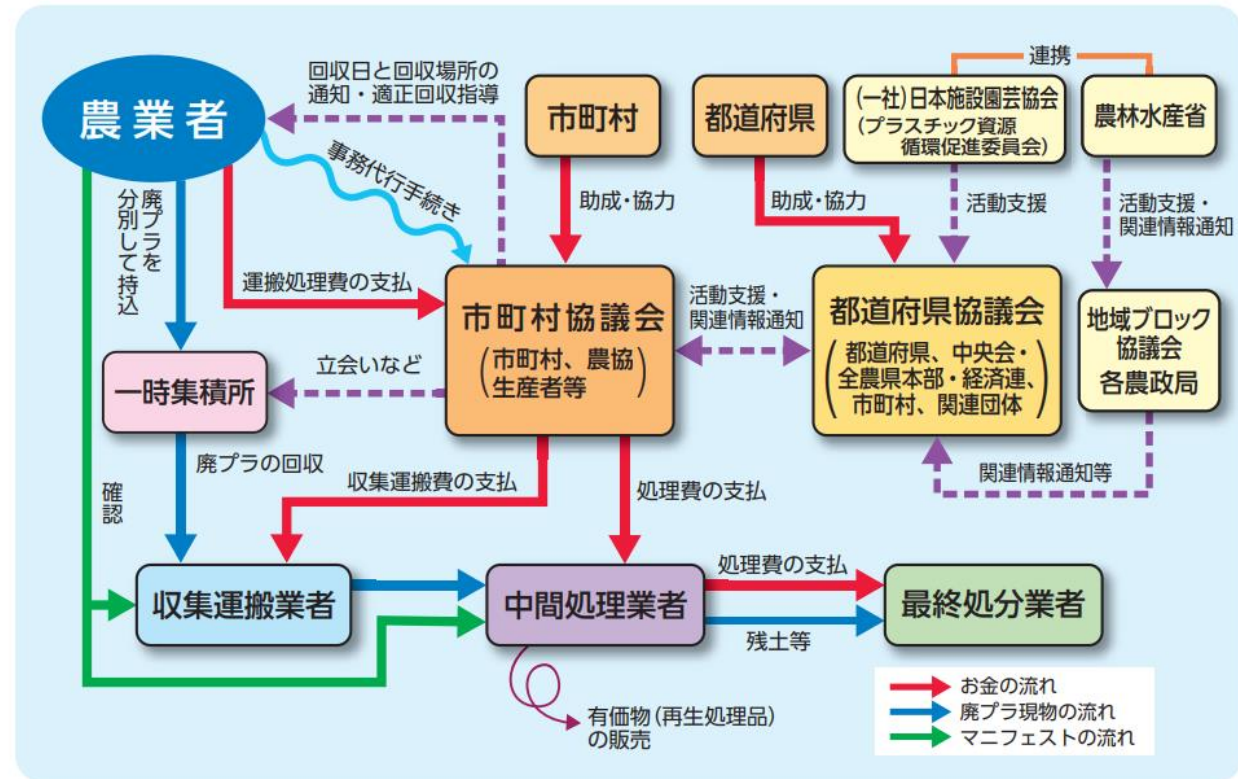 連携
農業者
回収日と回収場所の
通知・適正回収指導
市町村
都道府県
(一社)日本施設園芸協会
(プラスチック資源
循環促進委員会)
農林水産省
事務代行手続き
助成・協力
助成・協力
活動支援
活動支援・
関連情報通知
廃プラを
分別して持込
運搬処理費の支払
市町村協議会
(市町村、農協
生産者等)
活動支援・
関連情報通知
都道府県協議会
(都道府県、中央会・
全農県本部・経済連、
市町村、関連団体)
地域ブロック
協議会
各農政局
立会いなど
一時集積所
廃プラの回収
収集運搬費の支払
処理費の支払
関連情報通知等
確認
収集運搬業者
中間処理業者
処理費の支払
残土等
最終処分業者
有価物(再生処理品)
の販売
お金の流れ
廃プラ現物の流れ
マニフェストの流れ